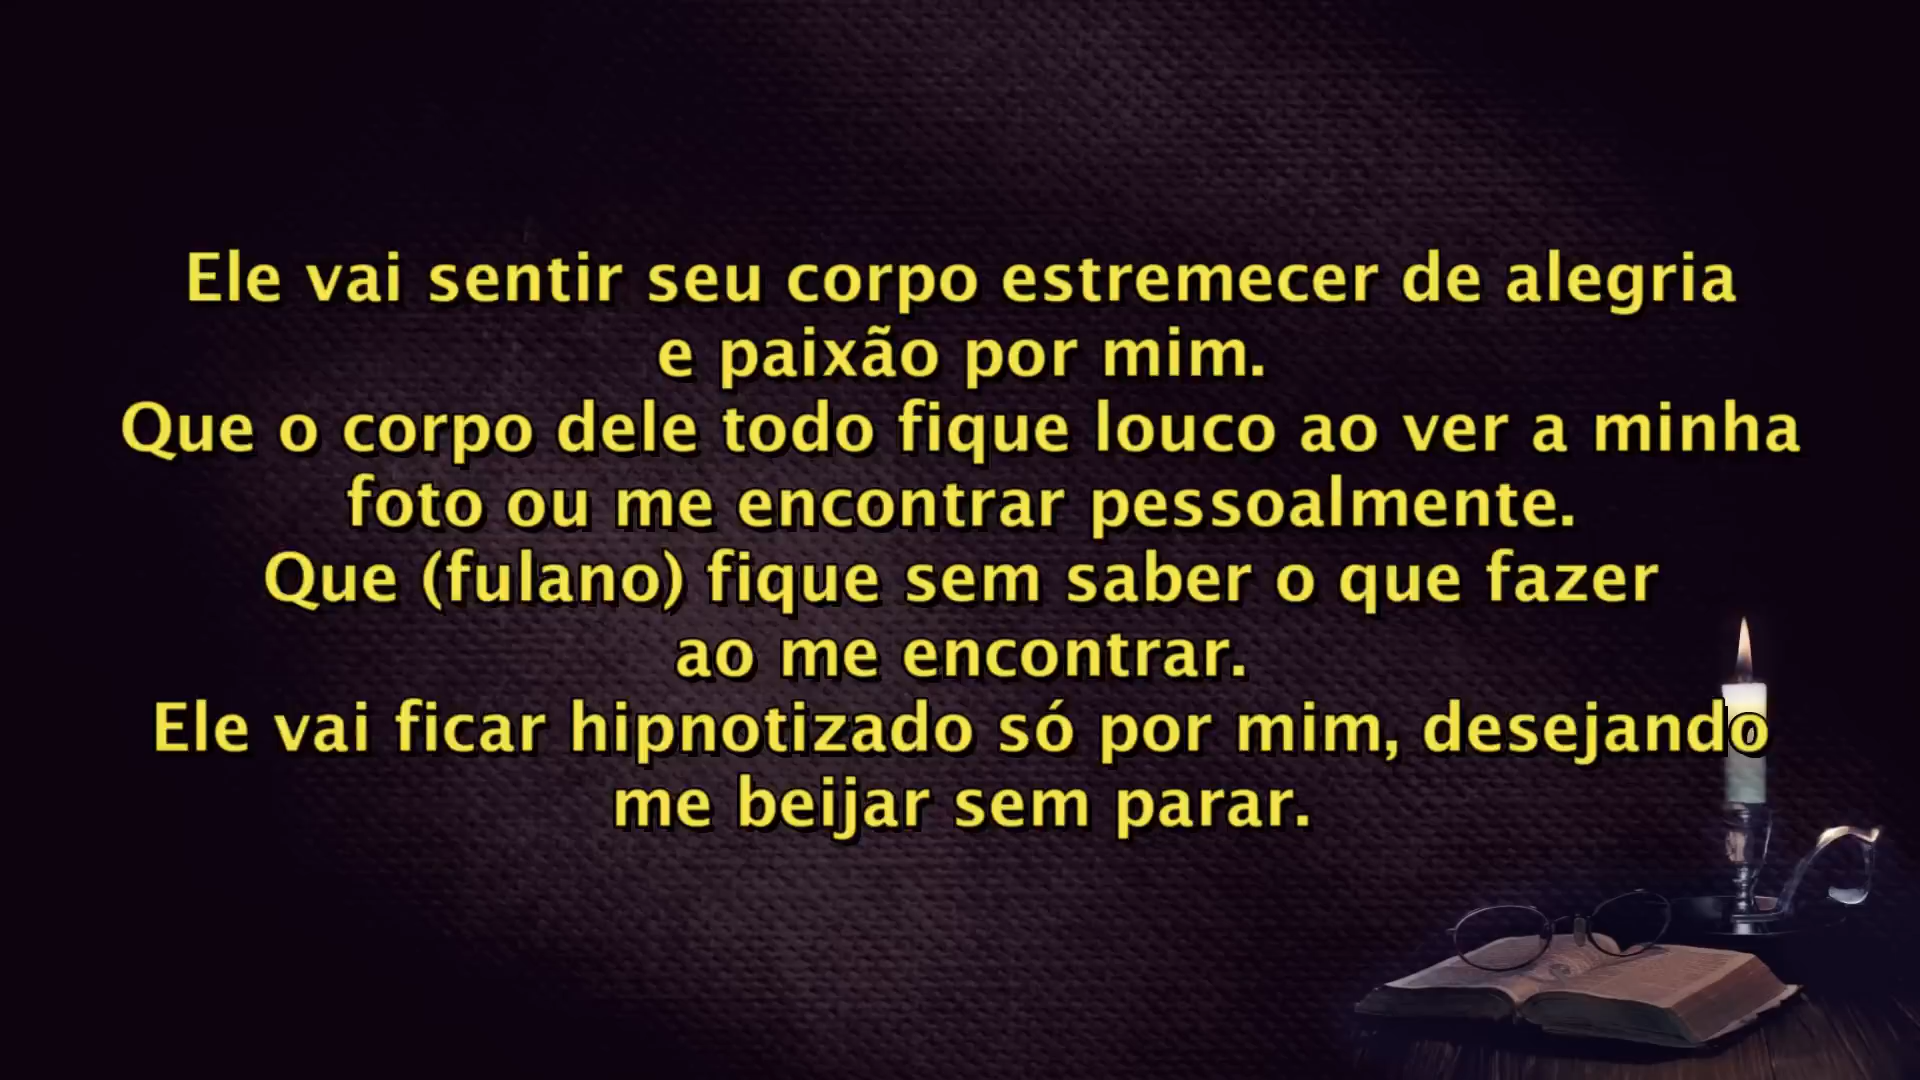 Ele vai sentir seu corpo estremecer de alegria
e paixão por mim.
Que o corpo dele todo fique louco ao ver a minha
foto ou me encontrar pessoalmente.
Que (fulano) fique sem saber o que fazer
ao me encontrar.
Ele vai ficar hipnotizado só por mim, desejando
me beijar sem parar.